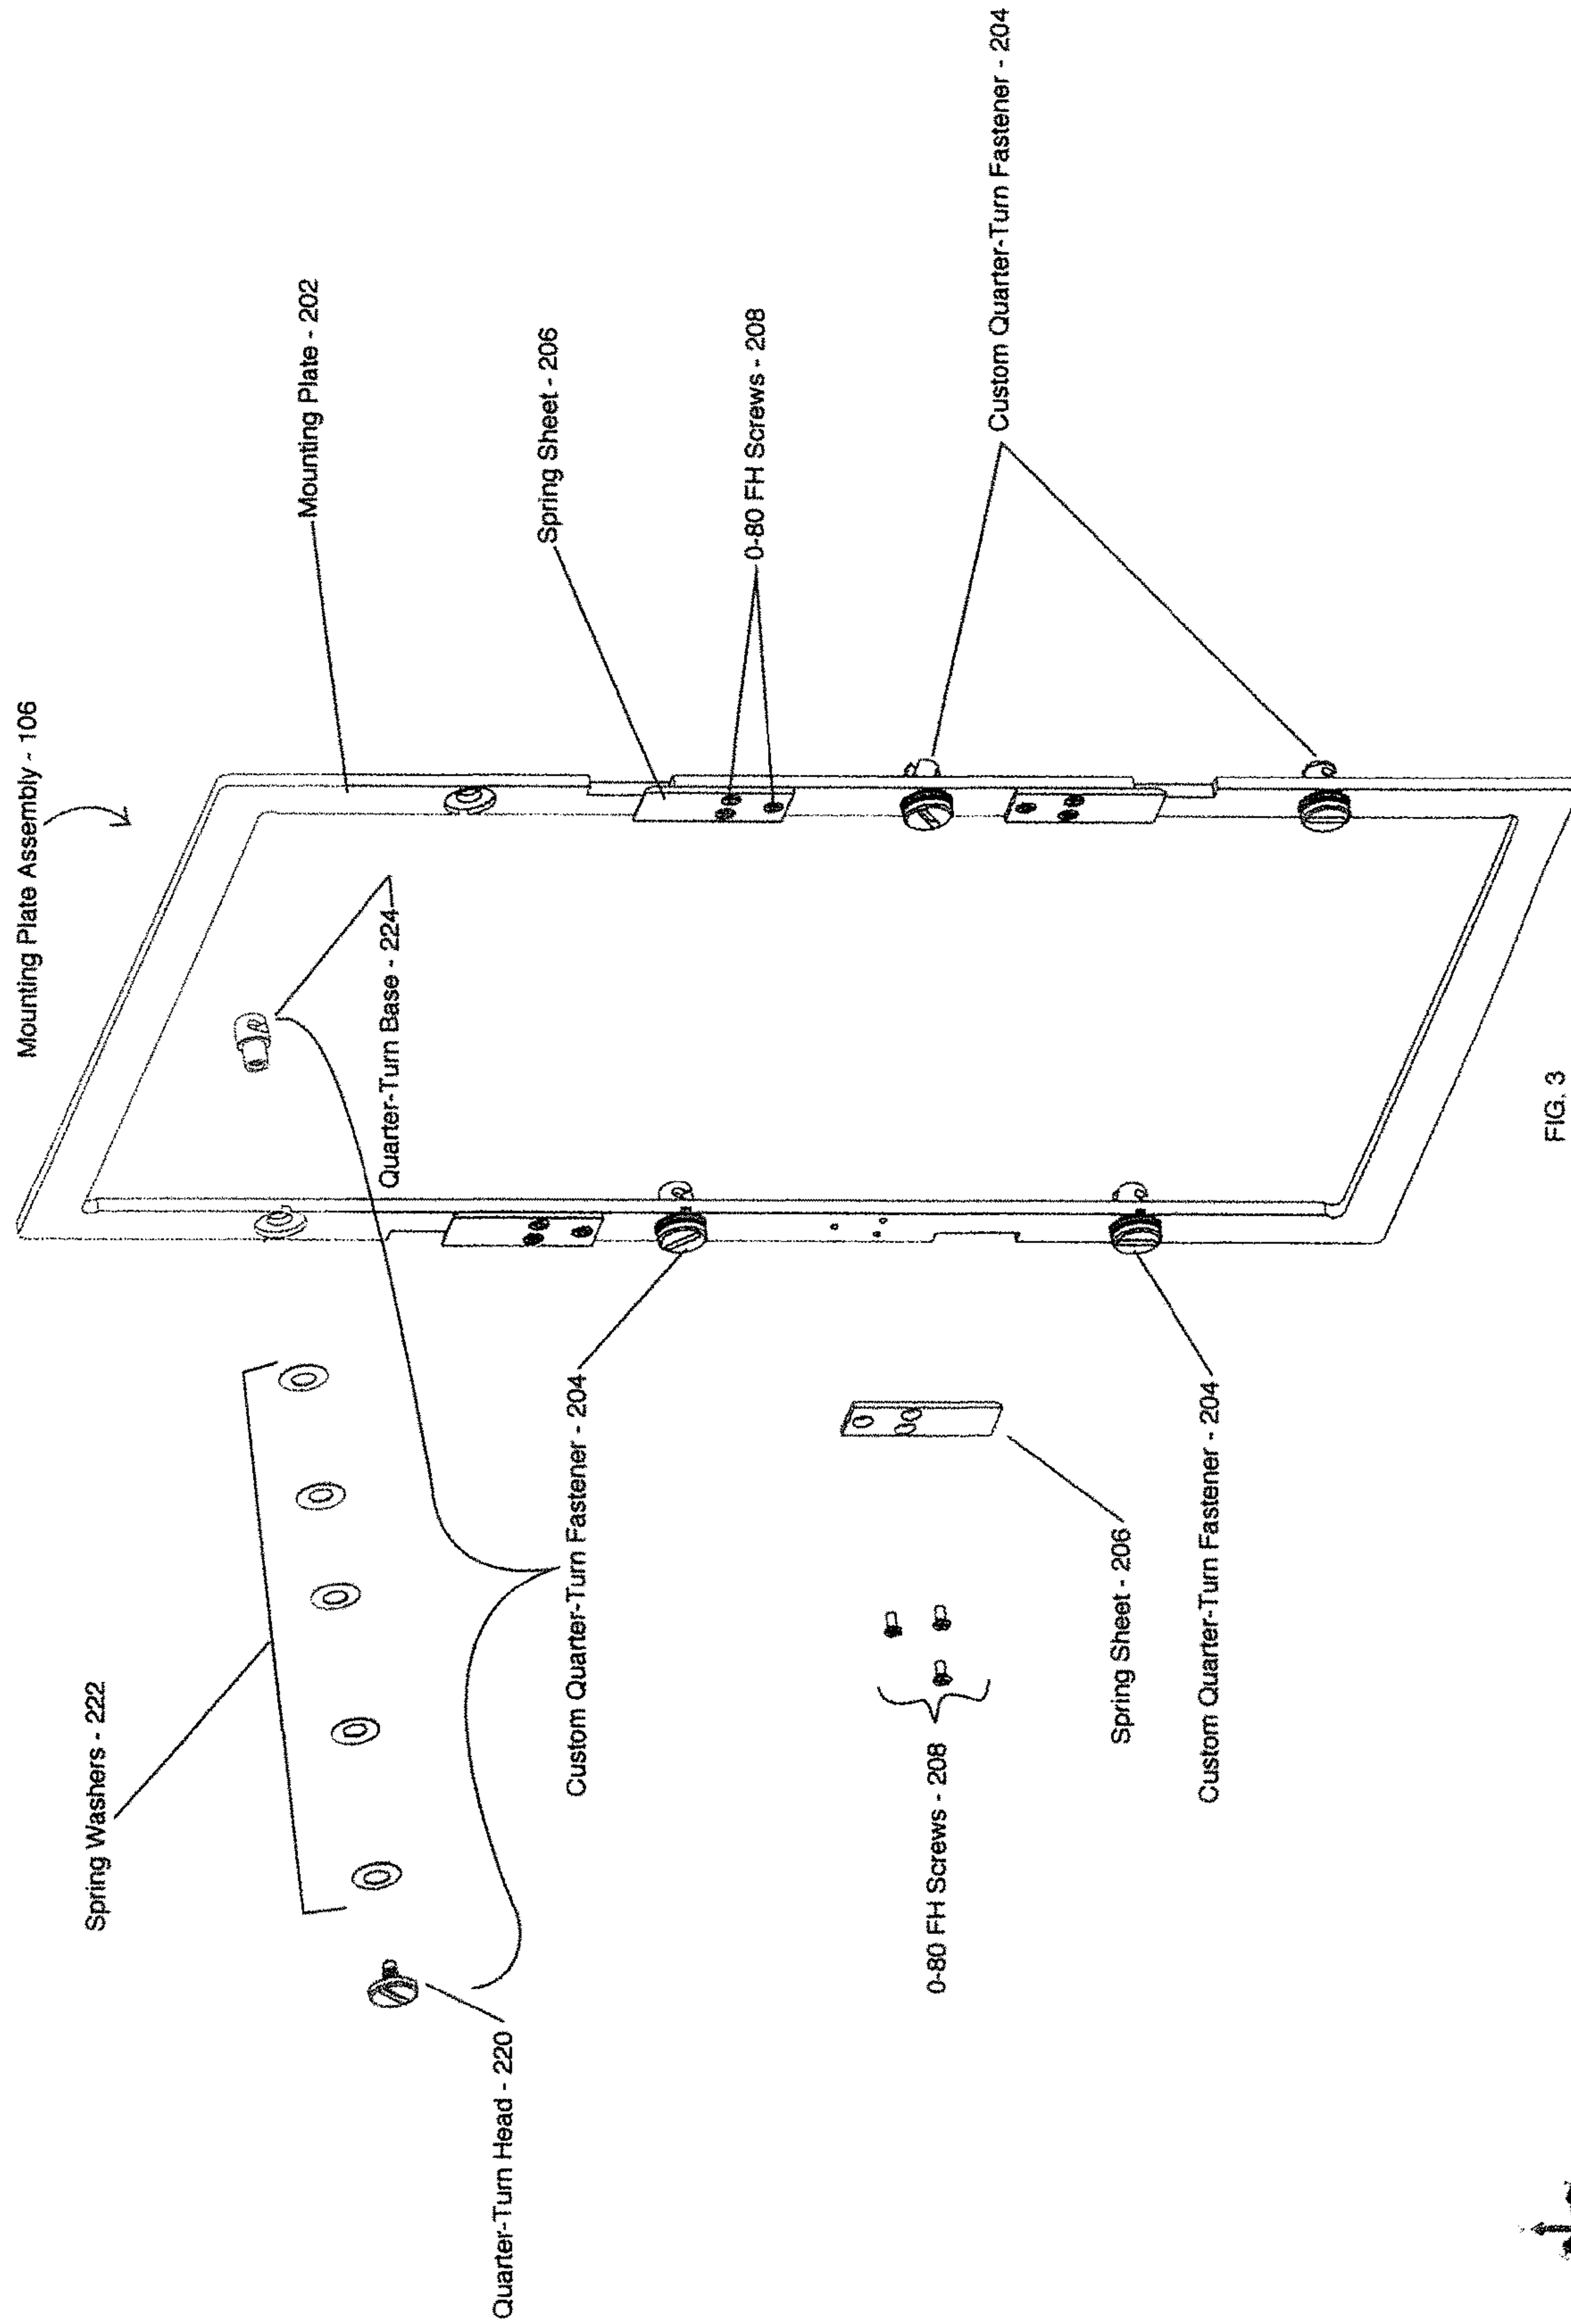 Mounting Plate Assembly - 106
Mounting Plate - 202
Spring Sheet - 206
0-80 FH Screws - 208
Custom Quarter-Turn Fastener - 204
Quarter-Turn Base - 224
Spring Washers - 222
Quarter-Turn Head - 220
Custom Quarter-Turn Fastener - 204
0-80 FH Screws - 208
Spring Sheet - 206
Custom Quarter-Turn Fastener - 204
FIG. 3